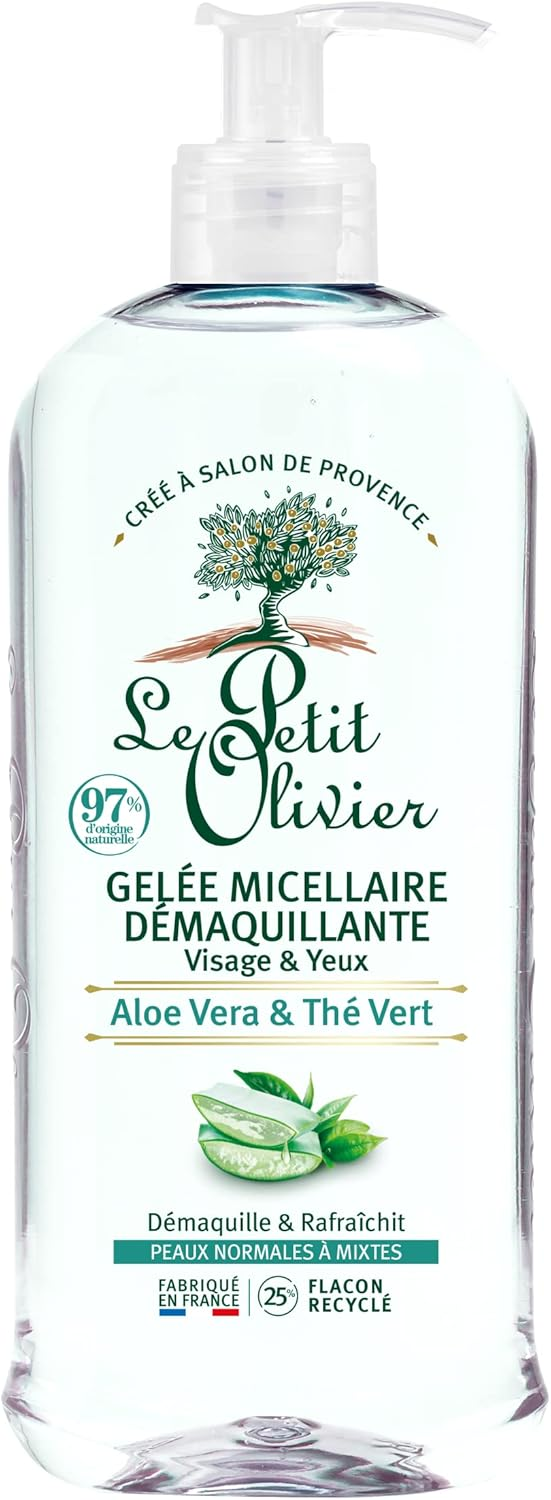 CRÉÉ À SALON DE PROVENCE
Le Petit
Olivier
97%
d'origine
naturelle
GELÉE MICELLAIRE
DÉMAQUILLANTE
Visage & Yeux
Aloe Vera & Thé Vert
Démaquille & Rafraîchit
PEAUX NORMALES À MIXTES
FABRIQUÉ
EN FRANCE
25%
FLACON
RECYCLÉ